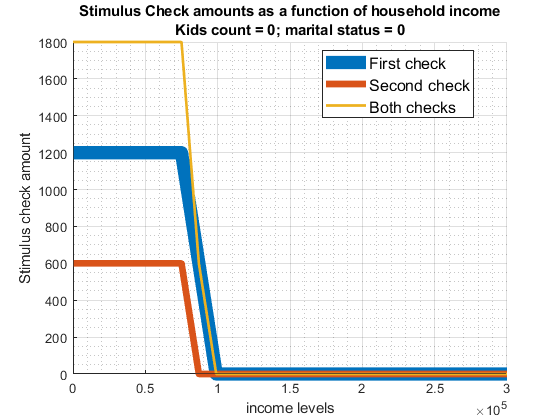 Stimulus Check amounts as a function of household income
Kids count = 0; marital status = 0
Stimulus check amount
1800
1600
1400
1200
1000
800
600
400
200
0
First check
Second check
Both checks
0 0.5 1 1.5 2 2.5 3
×10⁵
income levels